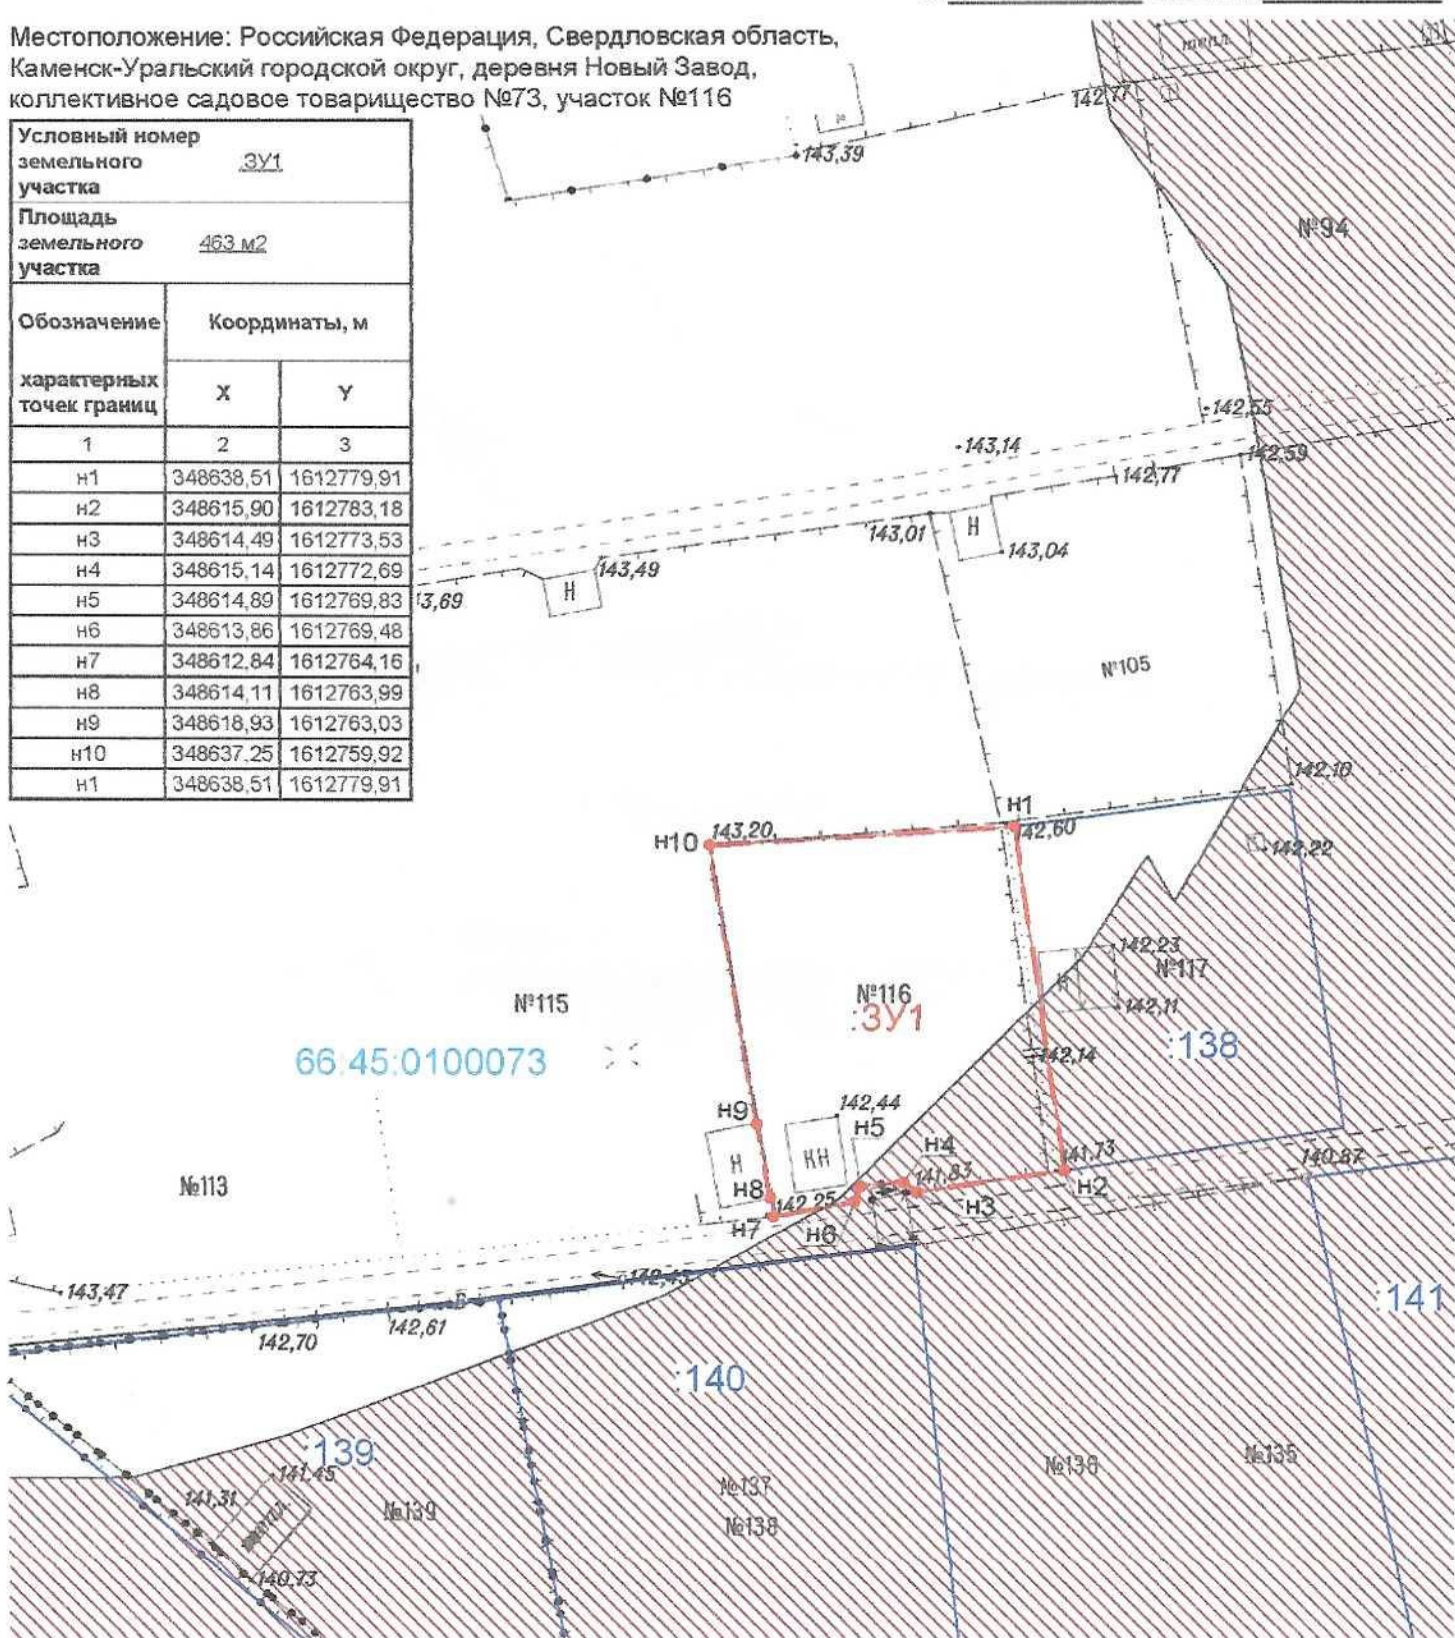 Местоположение: Российская Федерация, Свердловская область,
Каменск-Уральский городской округ, деревня Новый Завод,
коллективное садовое товарищество №73, участок №116
Условный номер
земельного :ЗУ1
участка
Площадь
земельного 463 м2
участка
Обозначение Координаты, м
характерных
точек границ X Y
1 2 3
н1 348638,51 1612779,91
н2 348615,90 1612783,18
н3 348614,49 1612773,53
н4 348615,14 1612772,69
н5 348614,89 1612769,83
н6 348613,86 1612769,48
н7 348612,84 1612764,16
н8 348614,11 1612763,99
н9 348618,93 1612763,03
н10 348637,25 1612759,92
н1 348638,51 1612779,91
тепл.
142,77
143,39
№94
142,55
143,14
142,59
142,77
143,01
Н
143,04
143,49
Н
3,69
№105
142,18
н1
142,60
н10
143,20
142,22
142,23
№117
Н
142,11
№116
:ЗУ1
№115
66:45:0100073
:138
142,14
142,44
н9
н5
КН
Н
н4
141,73
140,87
141,83
н2
№113
н8
142,25
н3
н7
н6
143,47
:141
142,70
142,61
:140
:139
141,45
141,31
тепл.
№139
№137
№138
№136
№135
140,73